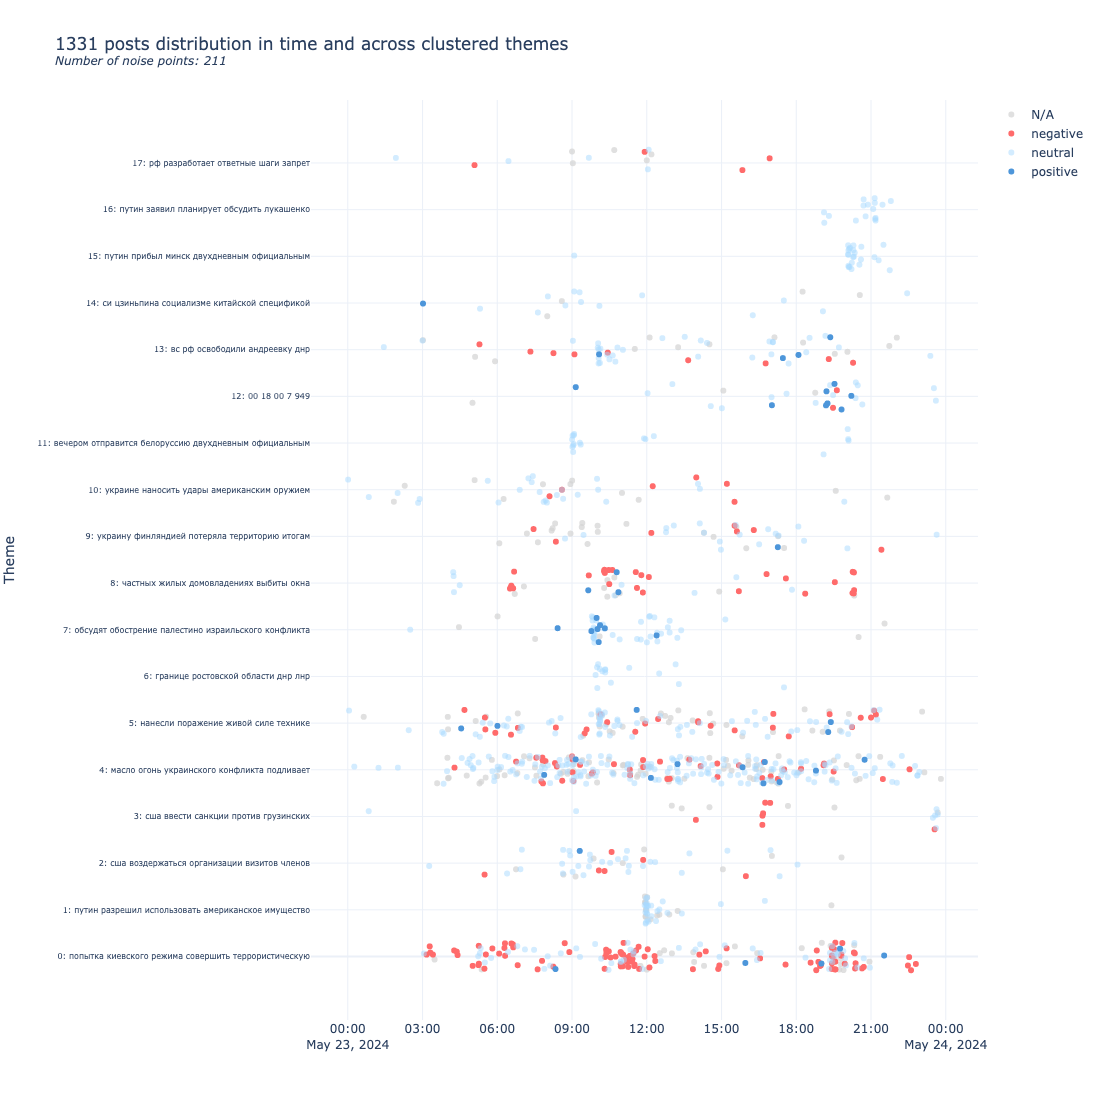 1331 posts distribution in time and across clustered themes
Number of noise points: 211
N/A
negative
neutral
positive
Theme
17: рф разработает ответные шаги запрет
16: путин заявил планирует обсудить лукашенко
15: путин прибыл минск двухдневным официальным
14: си цзиньпина социализме китайской спецификой
13: вс рф освободили андреевку днр
12: 00 18 00 7 949
11: вечером отправится белоруссию двухдневным официальным
10: украине наносить удары американским оружием
9: украину финляндией потеряла территорию итогам
8: частных жилых домовладениях выбиты окна
7: обсудят обострение палестино израильского конфликта
6: границе ростовской области днр лнр
5: нанесли поражение живой силе технике
4: масло огонь украинского конфликта подливает
3: сша ввести санкции против грузинских
2: сша воздержаться организации визитов членов
1: путин разрешил использовать американское имущество
0: попытка киевского режима совершить террористическую
00:00 03:00 06:00 09:00 12:00 15:00 18:00 21:00 00:00
May 23, 2024 May 24, 2024